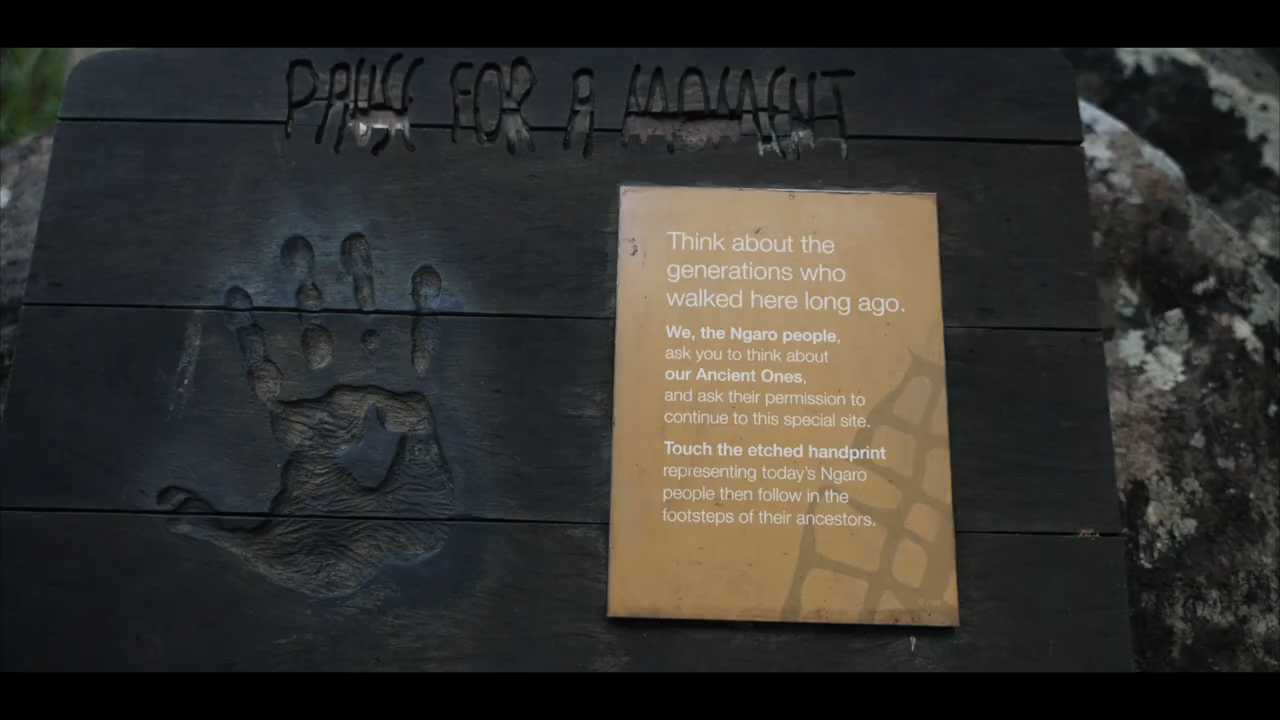 PAUSE FOR A MOMENT
Think about the
generations who
walked here long ago.
We, the Ngaro people,
ask you to think about
our Ancient Ones,
and ask their permission to
continue to this special site.
Touch the etched handprint
representing today's Ngaro
people then follow in the
footsteps of their ancestors.